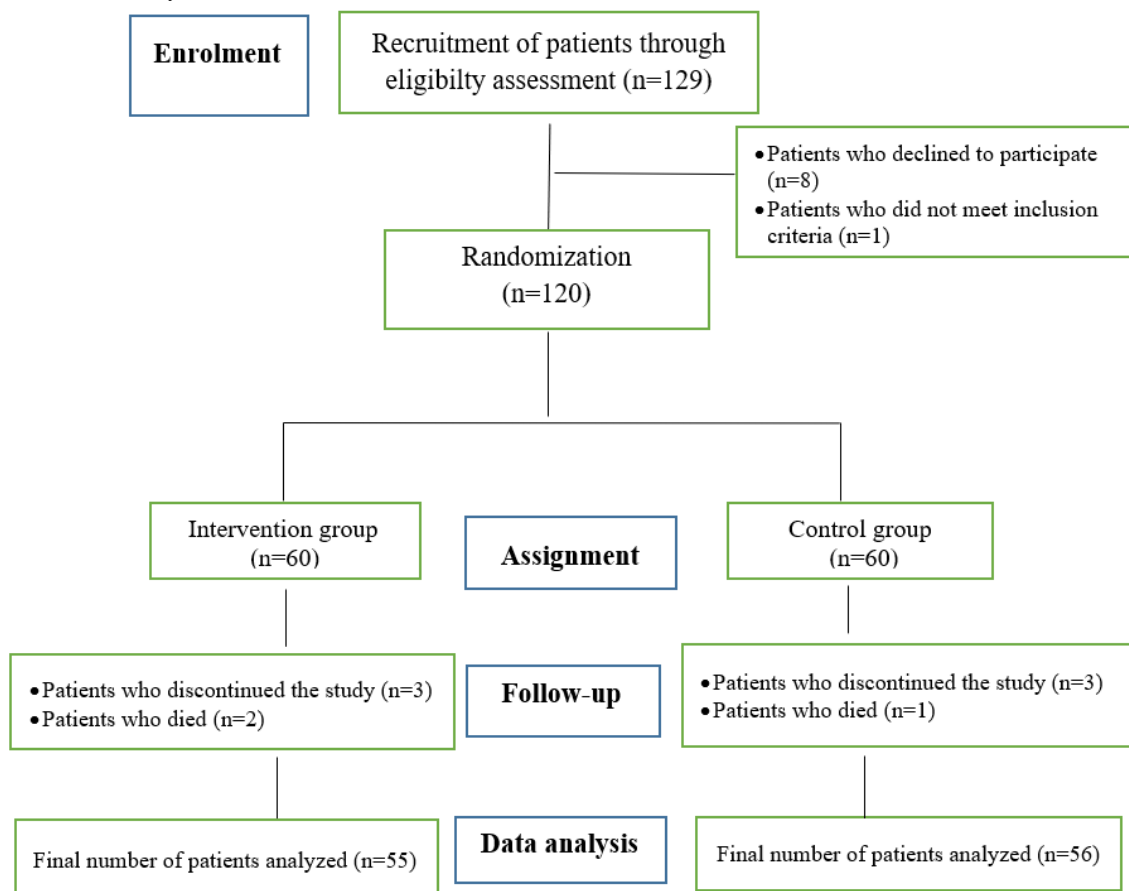 Enrolment
Recruitment of patients through
eligibilty assessment (n=129)
•Patients who declined to participate
(n=8)
•Patients who did not meet inclusion
criteria (n=1)
Randomization
(n=120)
Intervention group
(n=60)
Assignment
Control group
(n=60)
•Patients who discontinued the study (n=3)
•Patients who died (n=2)
Follow-up
•Patients who discontinued the study (n=3)
•Patients who died (n=1)
Final number of patients analyzed (n=55)
Data analysis
Final number of patients analyzed (n=56)